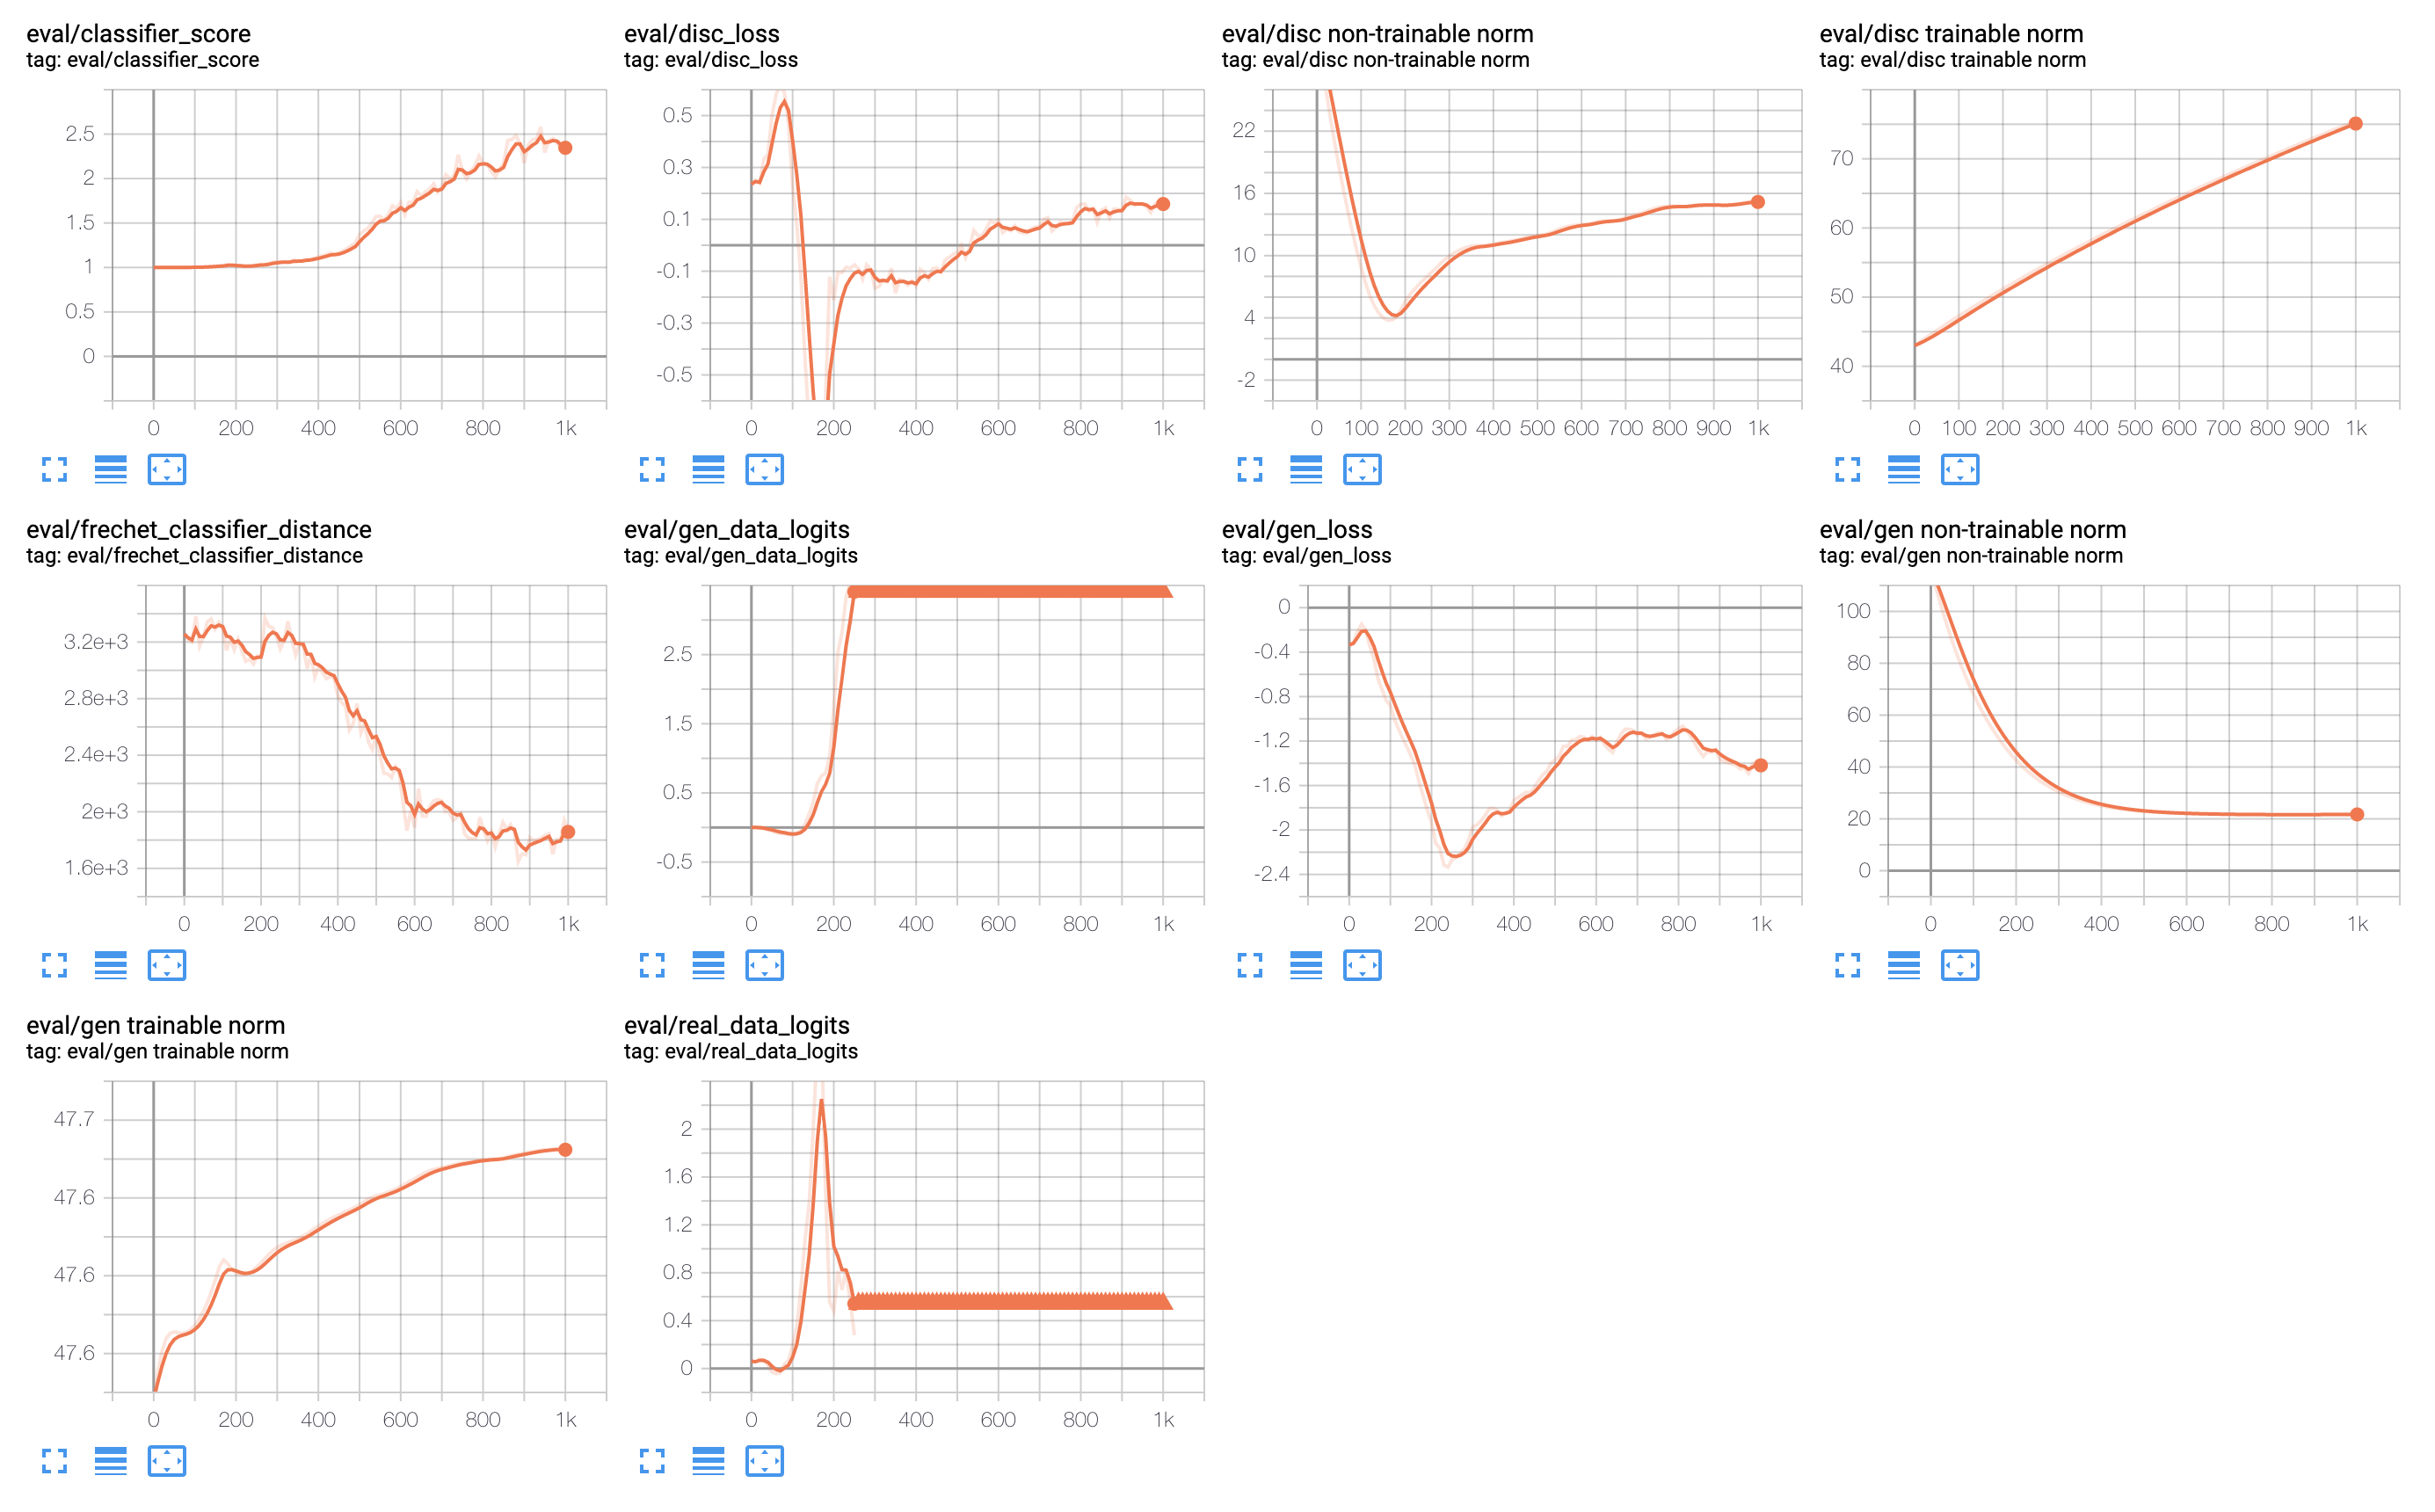 eval/classifier_score
tag: eval/classifier_score
2.5
2
1.5
1
0.5
0
0 200 400 600 800 1k
eval/disc_loss
tag: eval/disc_loss
0.5
0.3
0.1
-0.1
-0.3
-0.5
0 200 400 600 800 1k
eval/disc non-trainable norm
tag: eval/disc non-trainable norm
22
16
10
4
-2
0 100 200 300 400 500 600 700 800 900 1k
eval/disc trainable norm
tag: eval/disc trainable norm
70
60
50
40
0 100 200 300 400 500 600 700 800 900 1k
eval/frechet_classifier_distance
tag: eval/frechet_classifier_distance
3.2e+3
2.8e+3
2.4e+3
2e+3
1.6e+3
0 200 400 600 800 1k
eval/gen_data_logits
tag: eval/gen_data_logits
2.5
1.5
0.5
-0.5
0 200 400 600 800 1k
eval/gen_loss
tag: eval/gen_loss
0
-0.4
-0.8
-1.2
-1.6
-2
-2.4
0 200 400 600 800 1k
eval/gen non-trainable norm
tag: eval/gen non-trainable norm
100
80
60
40
20
0
0 200 400 600 800 1k
eval/gen trainable norm
tag: eval/gen trainable norm
47.7
47.6
47.6
47.6
0 200 400 600 800 1k
eval/real_data_logits
tag: eval/real_data_logits
2
1.6
1.2
0.8
0.4
0
0 200 400 600 800 1k